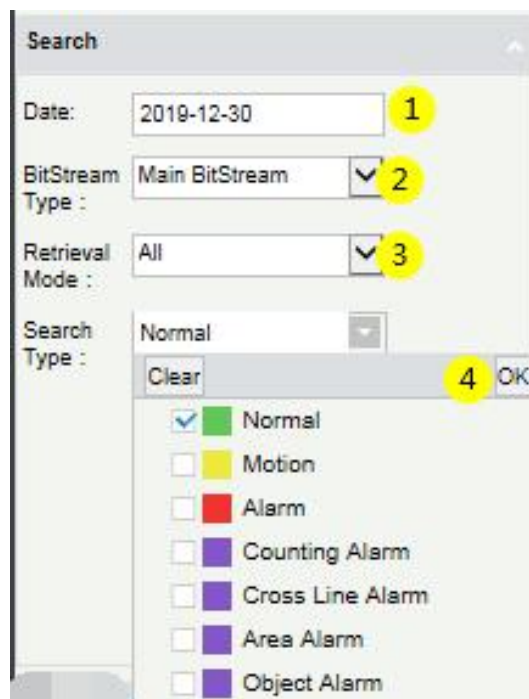 Search
Date: 2019-12-30 1
BitStream Type : Main BitStream 2
Retrieval Mode : All 3
Search Type : Normal
Clear 4 OK
Normal
Motion
Alarm
Counting Alarm
Cross Line Alarm
Area Alarm
Object Alarm